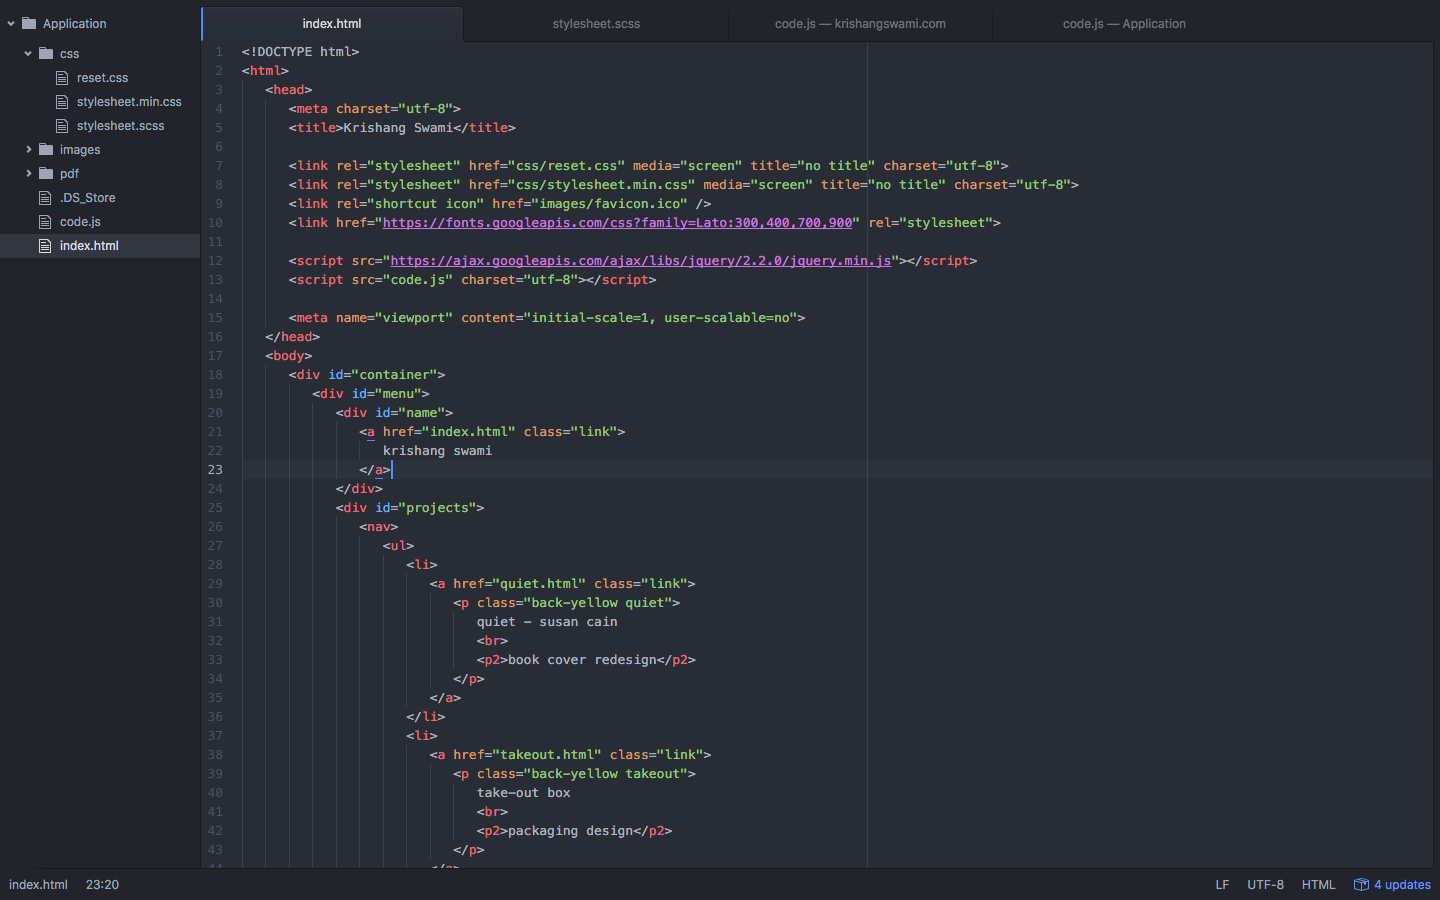 Application
css
reset.css
stylesheet.min.css
stylesheet.scss
images
pdf
.DS_Store
code.js
index.html
index.html
stylesheet.scss
code.js — krishangswami.com
code.js — Application
1 <!DOCTYPE html>
2 <html>
3 <head>
4 <meta charset="utf-8">
5 <title>Krishang Swami</title>
6
7 <link rel="stylesheet" href="css/reset.css" media="screen" title="no title" charset="utf-8">
8 <link rel="stylesheet" href="css/stylesheet.min.css" media="screen" title="no title" charset="utf-8">
9 <link rel="shortcut icon" href="images/favicon.ico" />
10 <link href="https://fonts.googleapis.com/css?family=Lato:300,400,700,900" rel="stylesheet">
11
12 <script src="https://ajax.googleapis.com/ajax/libs/jquery/2.2.0/jquery.min.js"></script>
13 <script src="code.js" charset="utf-8"></script>
14
15 <meta name="viewport" content="initial-scale=1, user-scalable=no">
16 </head>
17 <body>
18 <div id="container">
19 <div id="menu">
20 <div id="name">
21 <a href="index.html" class="link">
22 krishang swami
23 </a>
24 </div>
25 <div id="projects">
26 <nav>
27 <ul>
28 <li>
29 <a href="quiet.html" class="link">
30 <p class="back-yellow quiet">
31 quiet - susan cain
32 <br>
33 <p2>book cover redesign</p2>
34 </p>
35 </a>
36 </li>
37 <li>
38 <a href="takeout.html" class="link">
39 <p class="back-yellow takeout">
40 take-out box
41 <br>
42 <p2>packaging design</p2>
43 </p>
44 </a>
index.html 23:20
LF UTF-8 HTML 4 updates